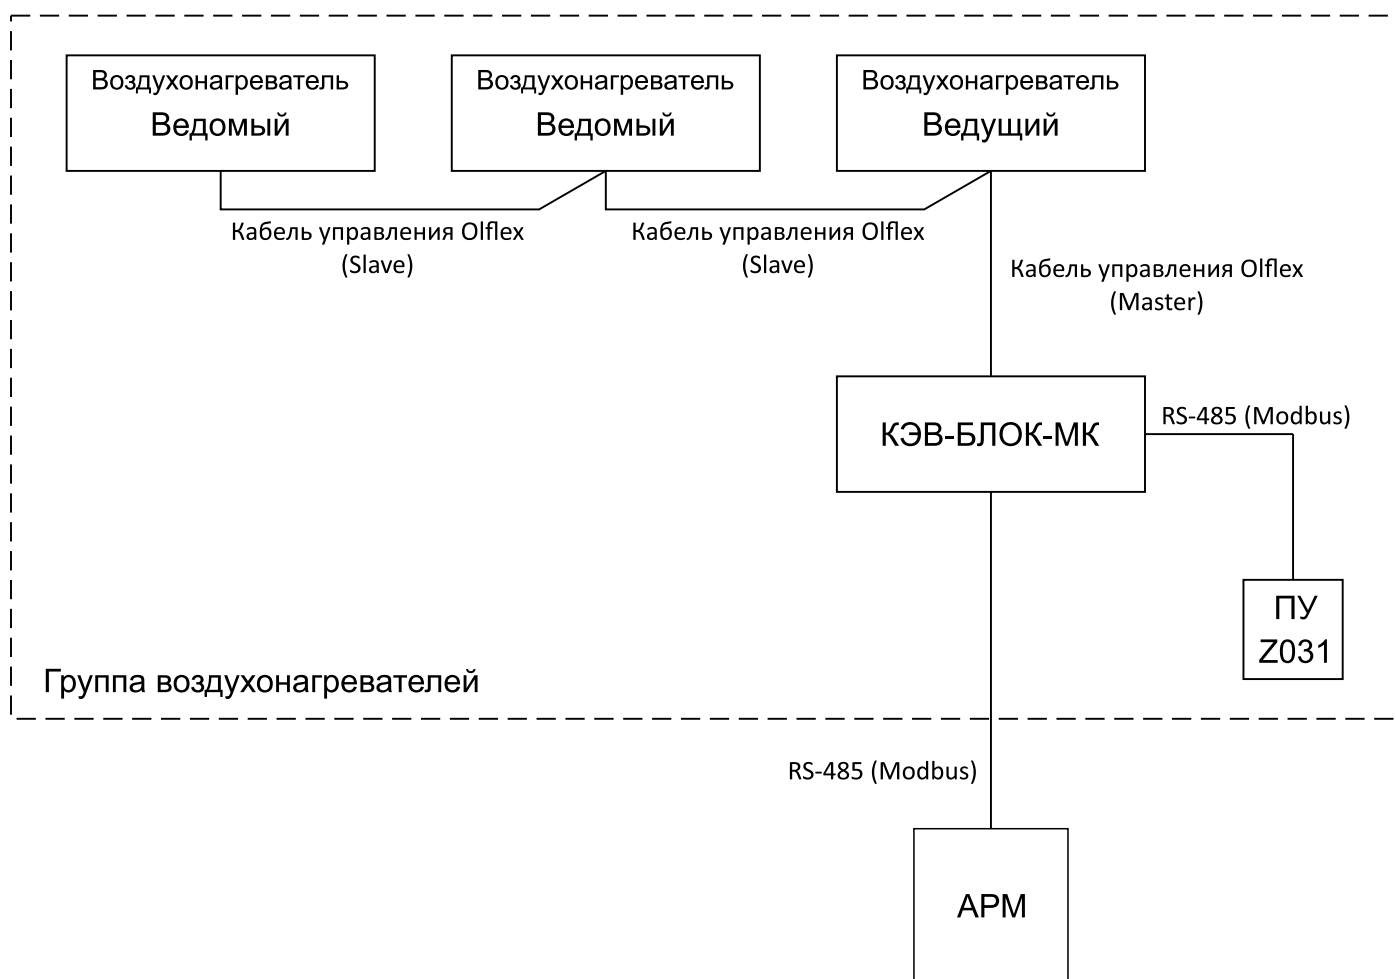 Воздухонагреватель
Ведомый
Воздухонагреватель
Ведомый
Воздухонагреватель
Ведущий
Кабель управления Olflex
(Slave)
Кабель управления Olflex
(Slave)
Кабель управления Olflex
(Master)
КЭВ-БЛОК-МК
RS-485 (Modbus)
ПУ
Z031
Группа воздухонагревателей
RS-485 (Modbus)
АРМ